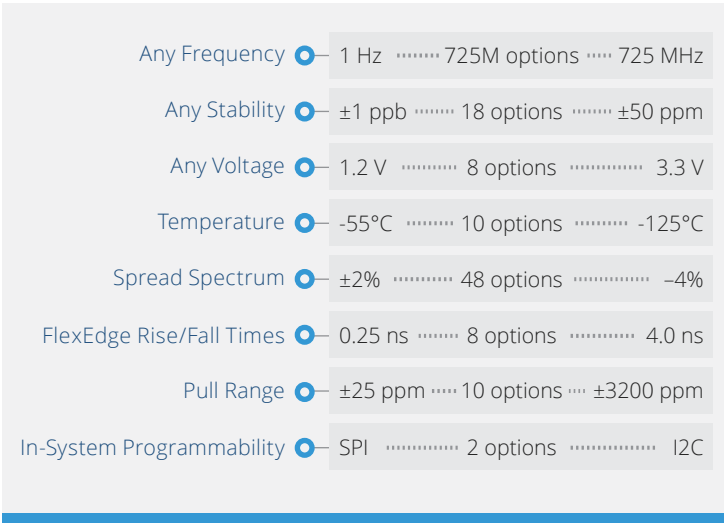 Any Frequency 1 Hz 725M options 725 MHz
Any Stability ±1 ppb 18 options ±50 ppm
Any Voltage 1.2 V 8 options 3.3 V
Temperature -55°C 10 options -125°C
Spread Spectrum ±2% 48 options –4%
FlexEdge Rise/Fall Times 0.25 ns 8 options 4.0 ns
Pull Range ±25 ppm 10 options ±3200 ppm
In-System Programmability SPI 2 options I2C